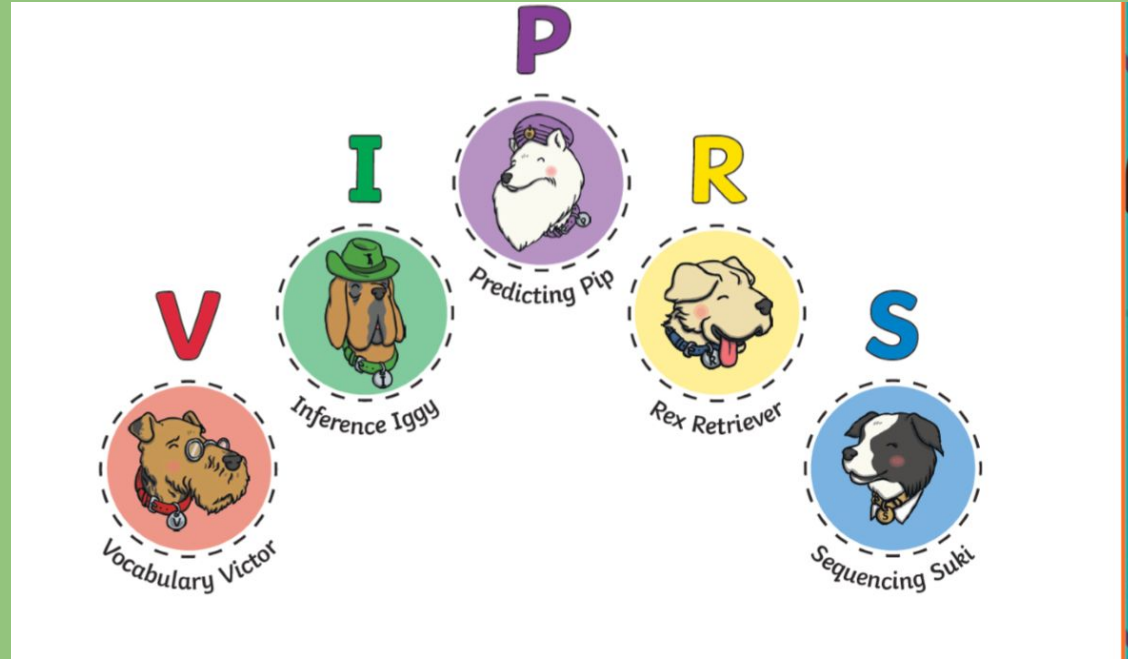 P
I
R
Predicting Pip
V
S
Inference Iggy
Rex Retriever
Vocabulary Victor
Sequencing Suki
I
R
V
S